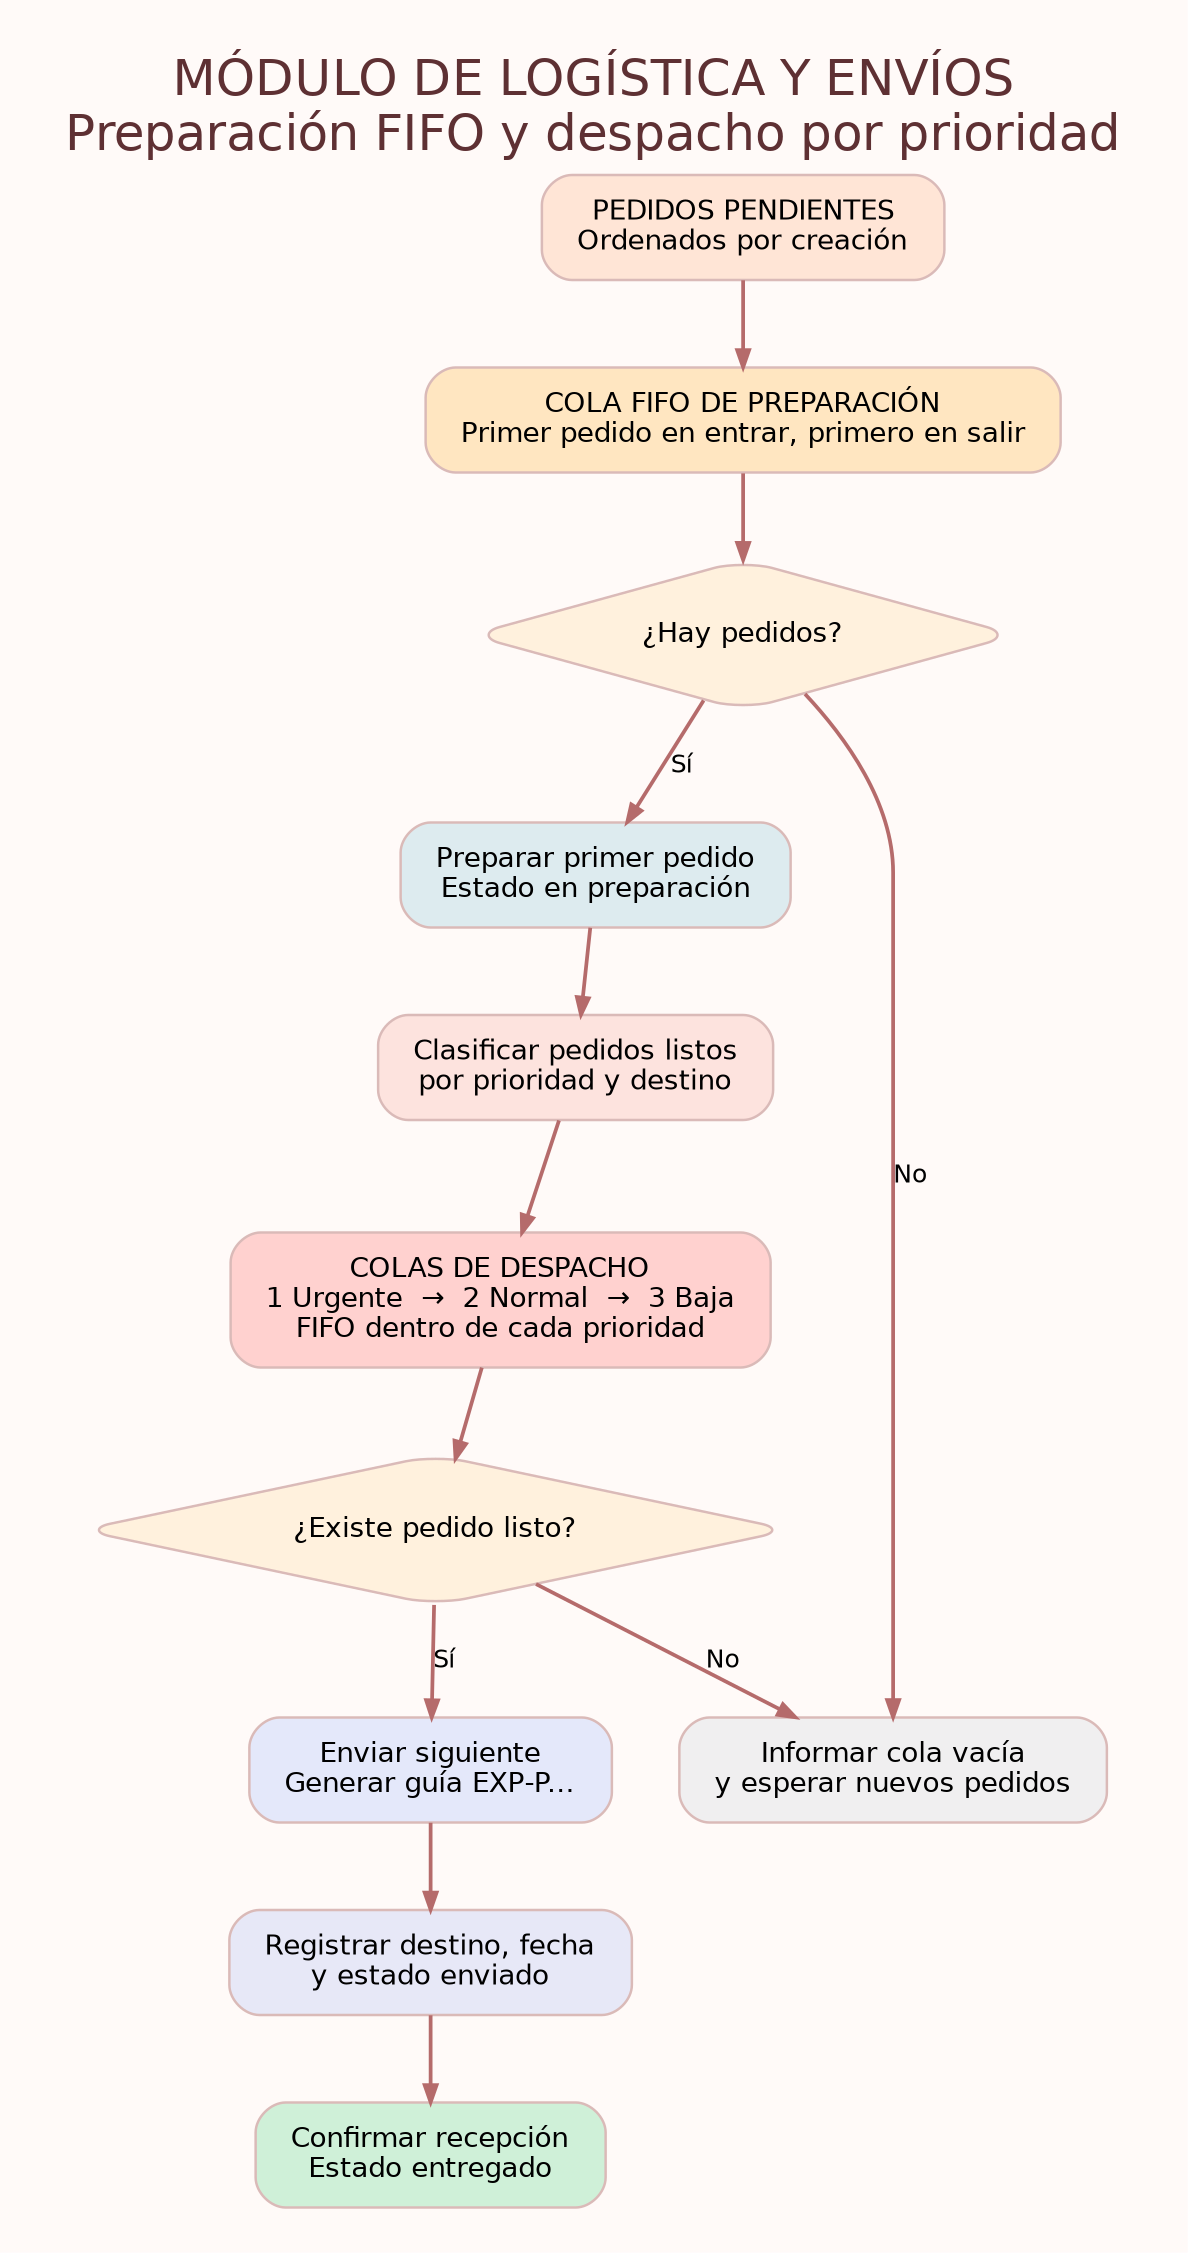 MÓDULO DE LOGÍSTICA Y ENVÍOS
Preparación FIFO y despacho por prioridad
PEDIDOS PENDIENTES
Ordenados por creación
COLA FIFO DE PREPARACIÓN
Primer pedido en entrar, primero en salir
¿Hay pedidos?
Sí
Preparar primer pedido
Estado en preparación
Clasificar pedidos listos
por prioridad y destino
No
COLAS DE DESPACHO
1 Urgente → 2 Normal → 3 Baja
FIFO dentro de cada prioridad
¿Existe pedido listo?
Sí
No
Enviar siguiente
Generar guía EXP-P...
Informar cola vacía
y esperar nuevos pedidos
Registrar destino, fecha
y estado enviado
Confirmar recepción
Estado entregado